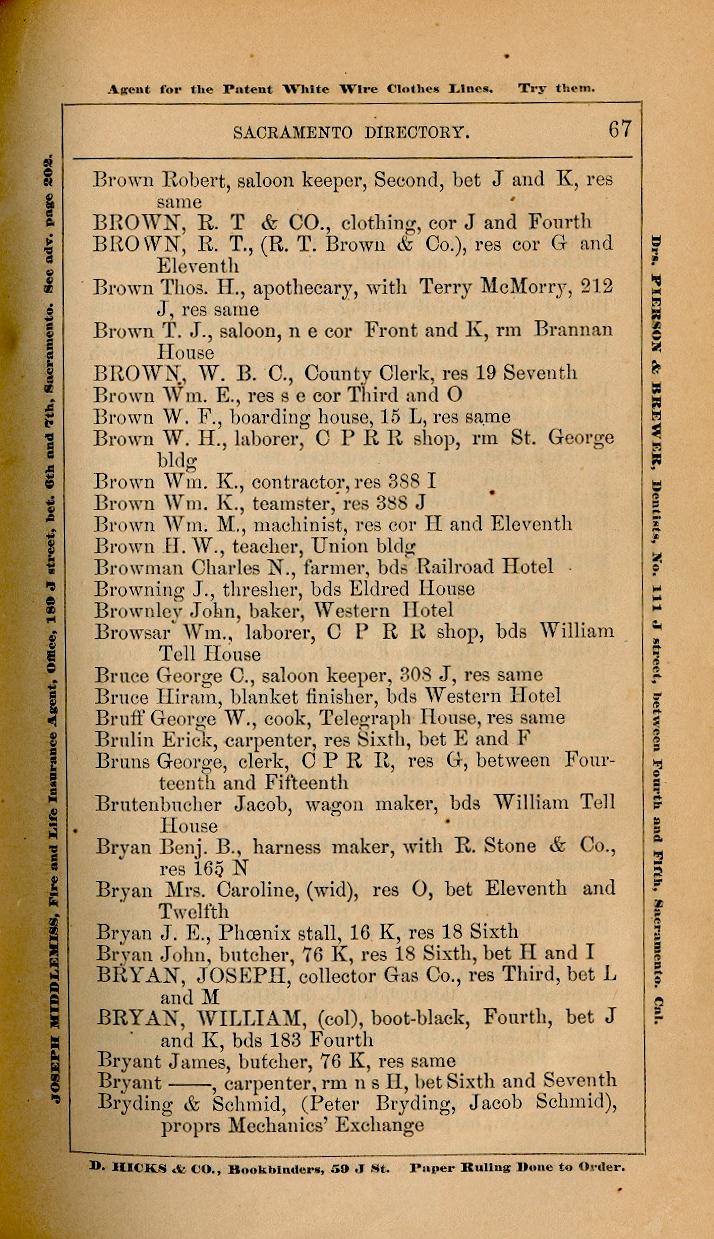 Agent for the Patent White Wire Clothes Lines. Try them.
SACRAMENTO DIRECTORY. 67
Brown Robert, saloon keeper, Second, bet J and K, res
same
BROWN, R. T & CO., clothing, cor J and Fourth
BROWN, R. T., (R. T. Brown & Co.), res cor G and
Eleventh
Brown Thos. H., apothecary, with Terry McMorry, 212
J, res same
Brown T. J., saloon, n e cor Front and K, rm Brannan
House
BROWN, W. B. C., County Clerk, res 19 Seventh
Brown Wm. E., res s e cor Third and O
Brown W. F., boarding house, 15 L, res same
Brown W. H., laborer, C P R R shop, rm St. George
bldg
Brown Wm. K., contractor, res 388 I
Brown Wm. K., teamster, res 388 J
Brown Wm. M., machinist, res cor H and Eleventh
Brown H. W., teacher, Union bldg
Browman Charles N., farmer, bds Railroad Hotel
Browning J., thresher, bds Eldred House
Brownley John, baker, Western Hotel
Browsar Wm., laborer, C P R R shop, bds William
Tell House
Bruce George C., saloon keeper, 308 J, res same
Bruce Hiram, blanket finisher, bds Western Hotel
Bruff George W., cook, Telegraph House, res same
Brulin Erick, carpenter, res Sixth, bet E and F
Bruns George, clerk, C P R R, res G, between Four-
teenth and Fifteenth
Brutenbucher Jacob, wagon maker, bds William Tell
House
Bryan Benj. B., harness maker, with R. Stone & Co.,
res 165 N
Bryan Mrs. Caroline, (wid), res O, bet Eleventh and
Twelfth
Bryan J. E., Phœnix stall, 16 K, res 18 Sixth
Bryan John, butcher, 76 K, res 18 Sixth, bet H and I
BRYAN, JOSEPH, collector Gas Co., res Third, bet L
and M
BRYAN, WILLIAM, (col), boot-black, Fourth, bet J
and K, bds 183 Fourth
Bryant James, butcher, 76 K, res same
Bryant ——, carpenter, rm n s H, bet Sixth and Seventh
Bryding & Schmid, (Peter Bryding, Jacob Schmid),
proprs Mechanics' Exchange
D. HICKS & CO., Bookbinders, 59 J St. Paper Ruling Done to Order.
JOSEPH MIDDLEMISS, Fire and Life Insurance Agent, Office, 189 J street, bet. 6th and 7th, Sacramento. See adv. page 202.
Drs. PIERSON & BREWER, Dentists, No. 111 J street, between Fourth and Fifth, Sacramento. Cal.